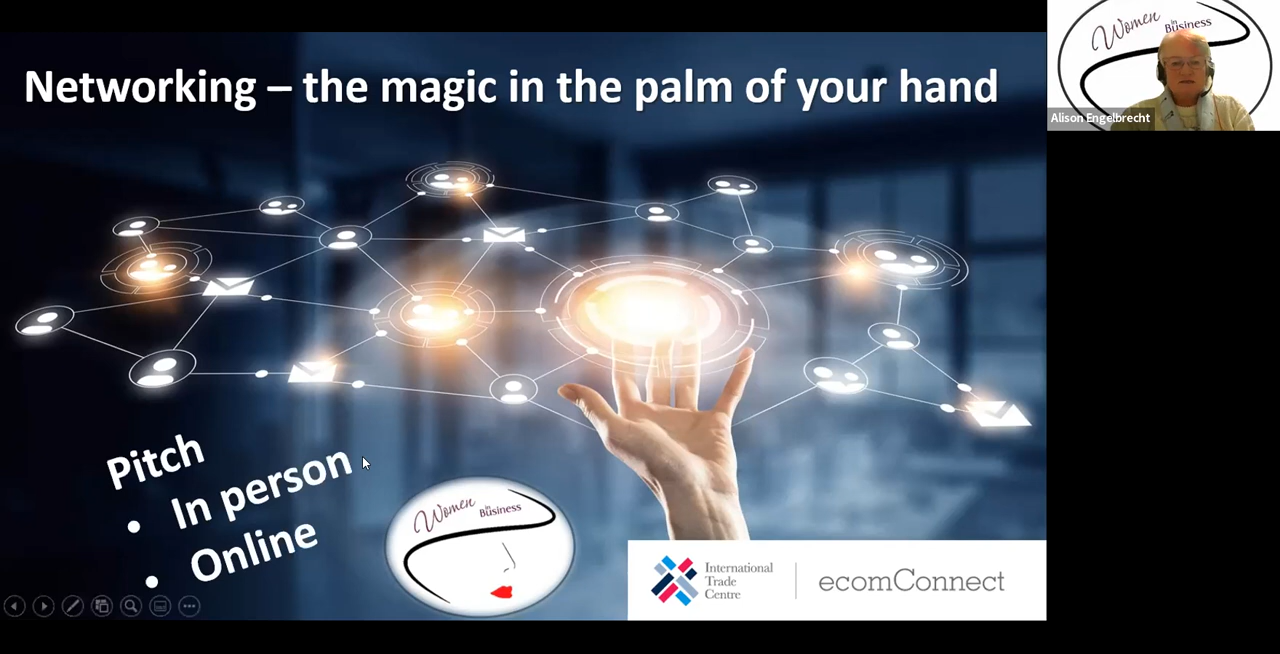 Networking – the magic in the palm of your hand
Women in Business
Alison Engelbrecht
Pitch
• In person
• Online
Women in Business
International
Trade
Centre
ecomConnect